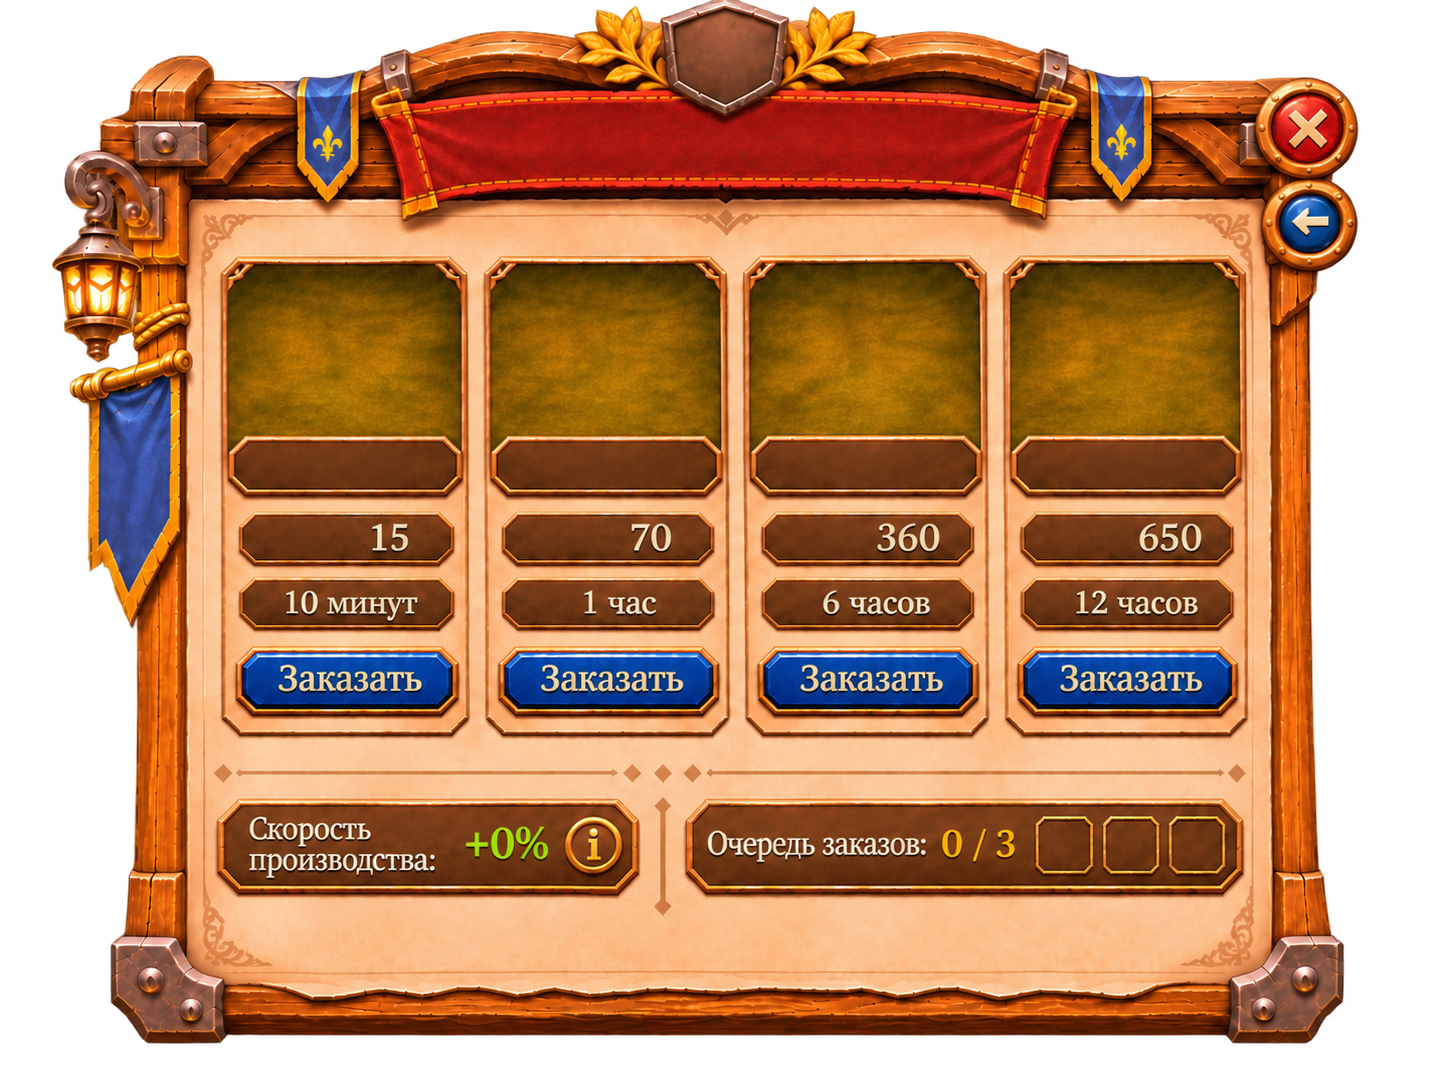 15
70
360
650
10 минут
1 час
6 часов
12 часов
Заказать
Заказать
Заказать
Заказать
Скорость
производства:
+0%
i
Очередь заказов: 0 / 3